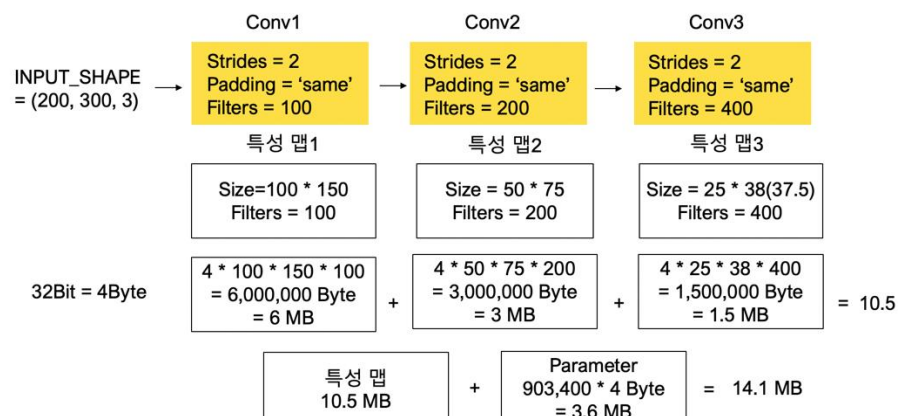 Conv1
Conv2
Conv3
INPUT_SHAPE
= (200, 300, 3)
Strides = 2
Padding = ‘same’
Filters = 100
Strides = 2
Padding = ‘same’
Filters = 200
Strides = 2
Padding = ‘same’
Filters = 400
특성 맵1
특성 맵2
특성 맵3
Size=100 * 150
Filters = 100
Size = 50 * 75
Filters = 200
Size = 25 * 38(37.5)
Filters = 400
32Bit = 4Byte
4 * 100 * 150 * 100
= 6,000,000 Byte
= 6 MB
+
4 * 50 * 75 * 200
= 3,000,000 Byte
= 3 MB
+
4 * 25 * 38 * 400
= 1,500,000 Byte
= 1.5 MB
= 10.5
특성 맵
10.5 MB
+
Parameter
903,400 * 4 Byte
= 3.6 MB
= 14.1 MB